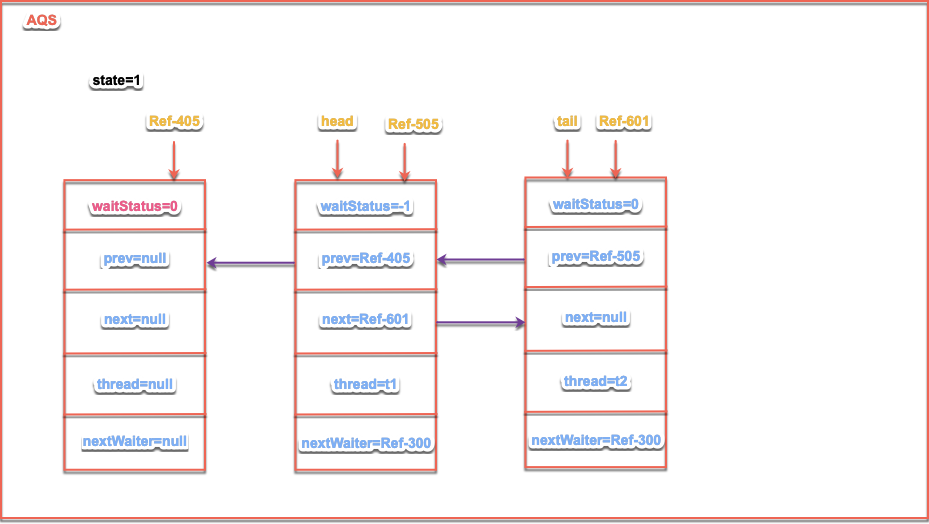 AQS
state=1
Ref-405
head
Ref-505
tail
Ref-601
waitStatus=0
waitStatus=-1
waitStatus=0
prev=null
prev=Ref-405
prev=Ref-505
next=null
next=Ref-601
next=null
thread=null
thread=t1
thread=t2
nextWaiter=null
nextWaiter=Ref-300
nextWaiter=Ref-300